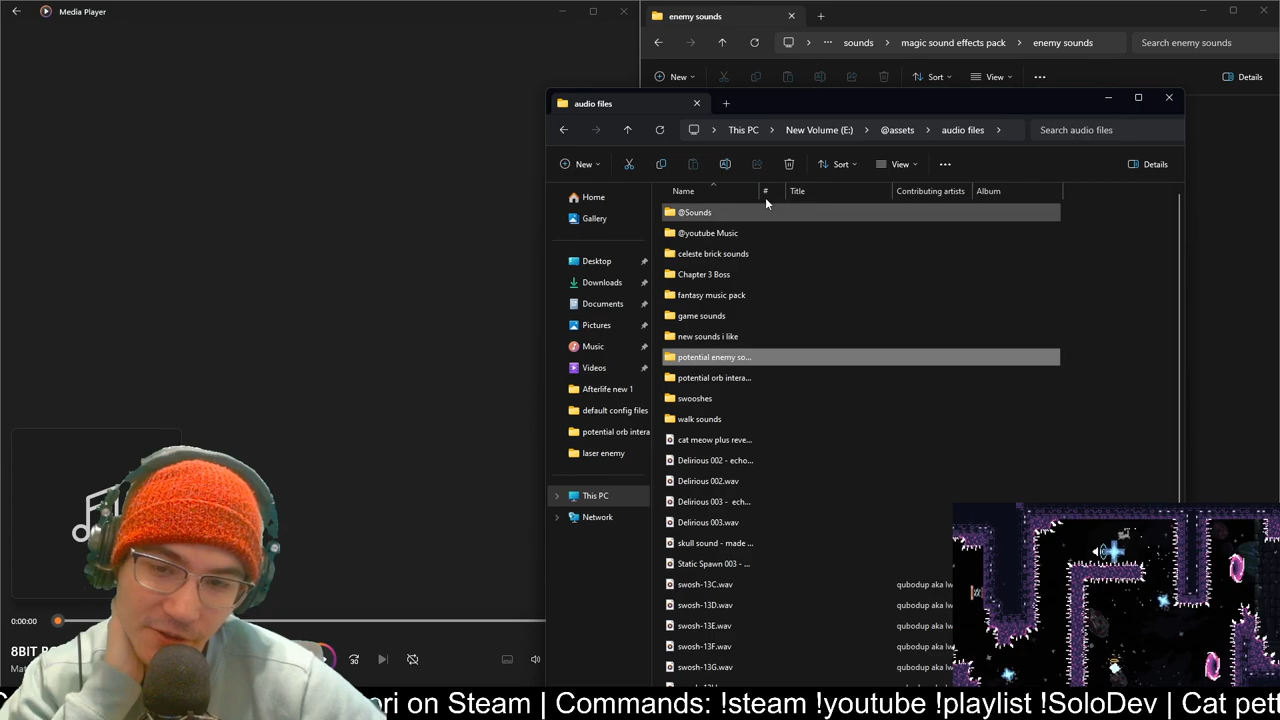 Media Player
enemy sounds
sounds > magic sound effects pack > enemy sounds
Search enemy sounds
New
Sort
View
Details
audio files
This PC > New Volume (E:) > @assets > audio files >
Search audio files
New
Sort
View
Details
Name
#
Title
Contributing artists
Album
Home
Gallery
Desktop
Downloads
Documents
Pictures
Music
Videos
Afterlife new 1
default config files
potential orb intera
laser enemy
This PC
Network
@Sounds
@youtube Music
celeste brick sounds
Chapter 3 Boss
fantasy music pack
game sounds
new sounds i like
potential enemy so...
potential orb intera...
swooshes
walk sounds
cat meow plus reve...
Delirious 002 - echo...
Delirious 002.wav
Delirious 003 - ech...
Delirious 003.wav
skull sound - made ...
Static Spawn 003 - ...
swosh-13C.wav
qubodup aka lw
swosh-13D.wav
qubodup aka lw
swosh-13E.wav
qubodup aka lw
swosh-13F.wav
qubodup aka lw
swosh-13G.wav
qubodup aka lw
0:00:00
8BIT
ori on Steam | Commands: !steam !youtube !playlist !SoloDev | Cat pet